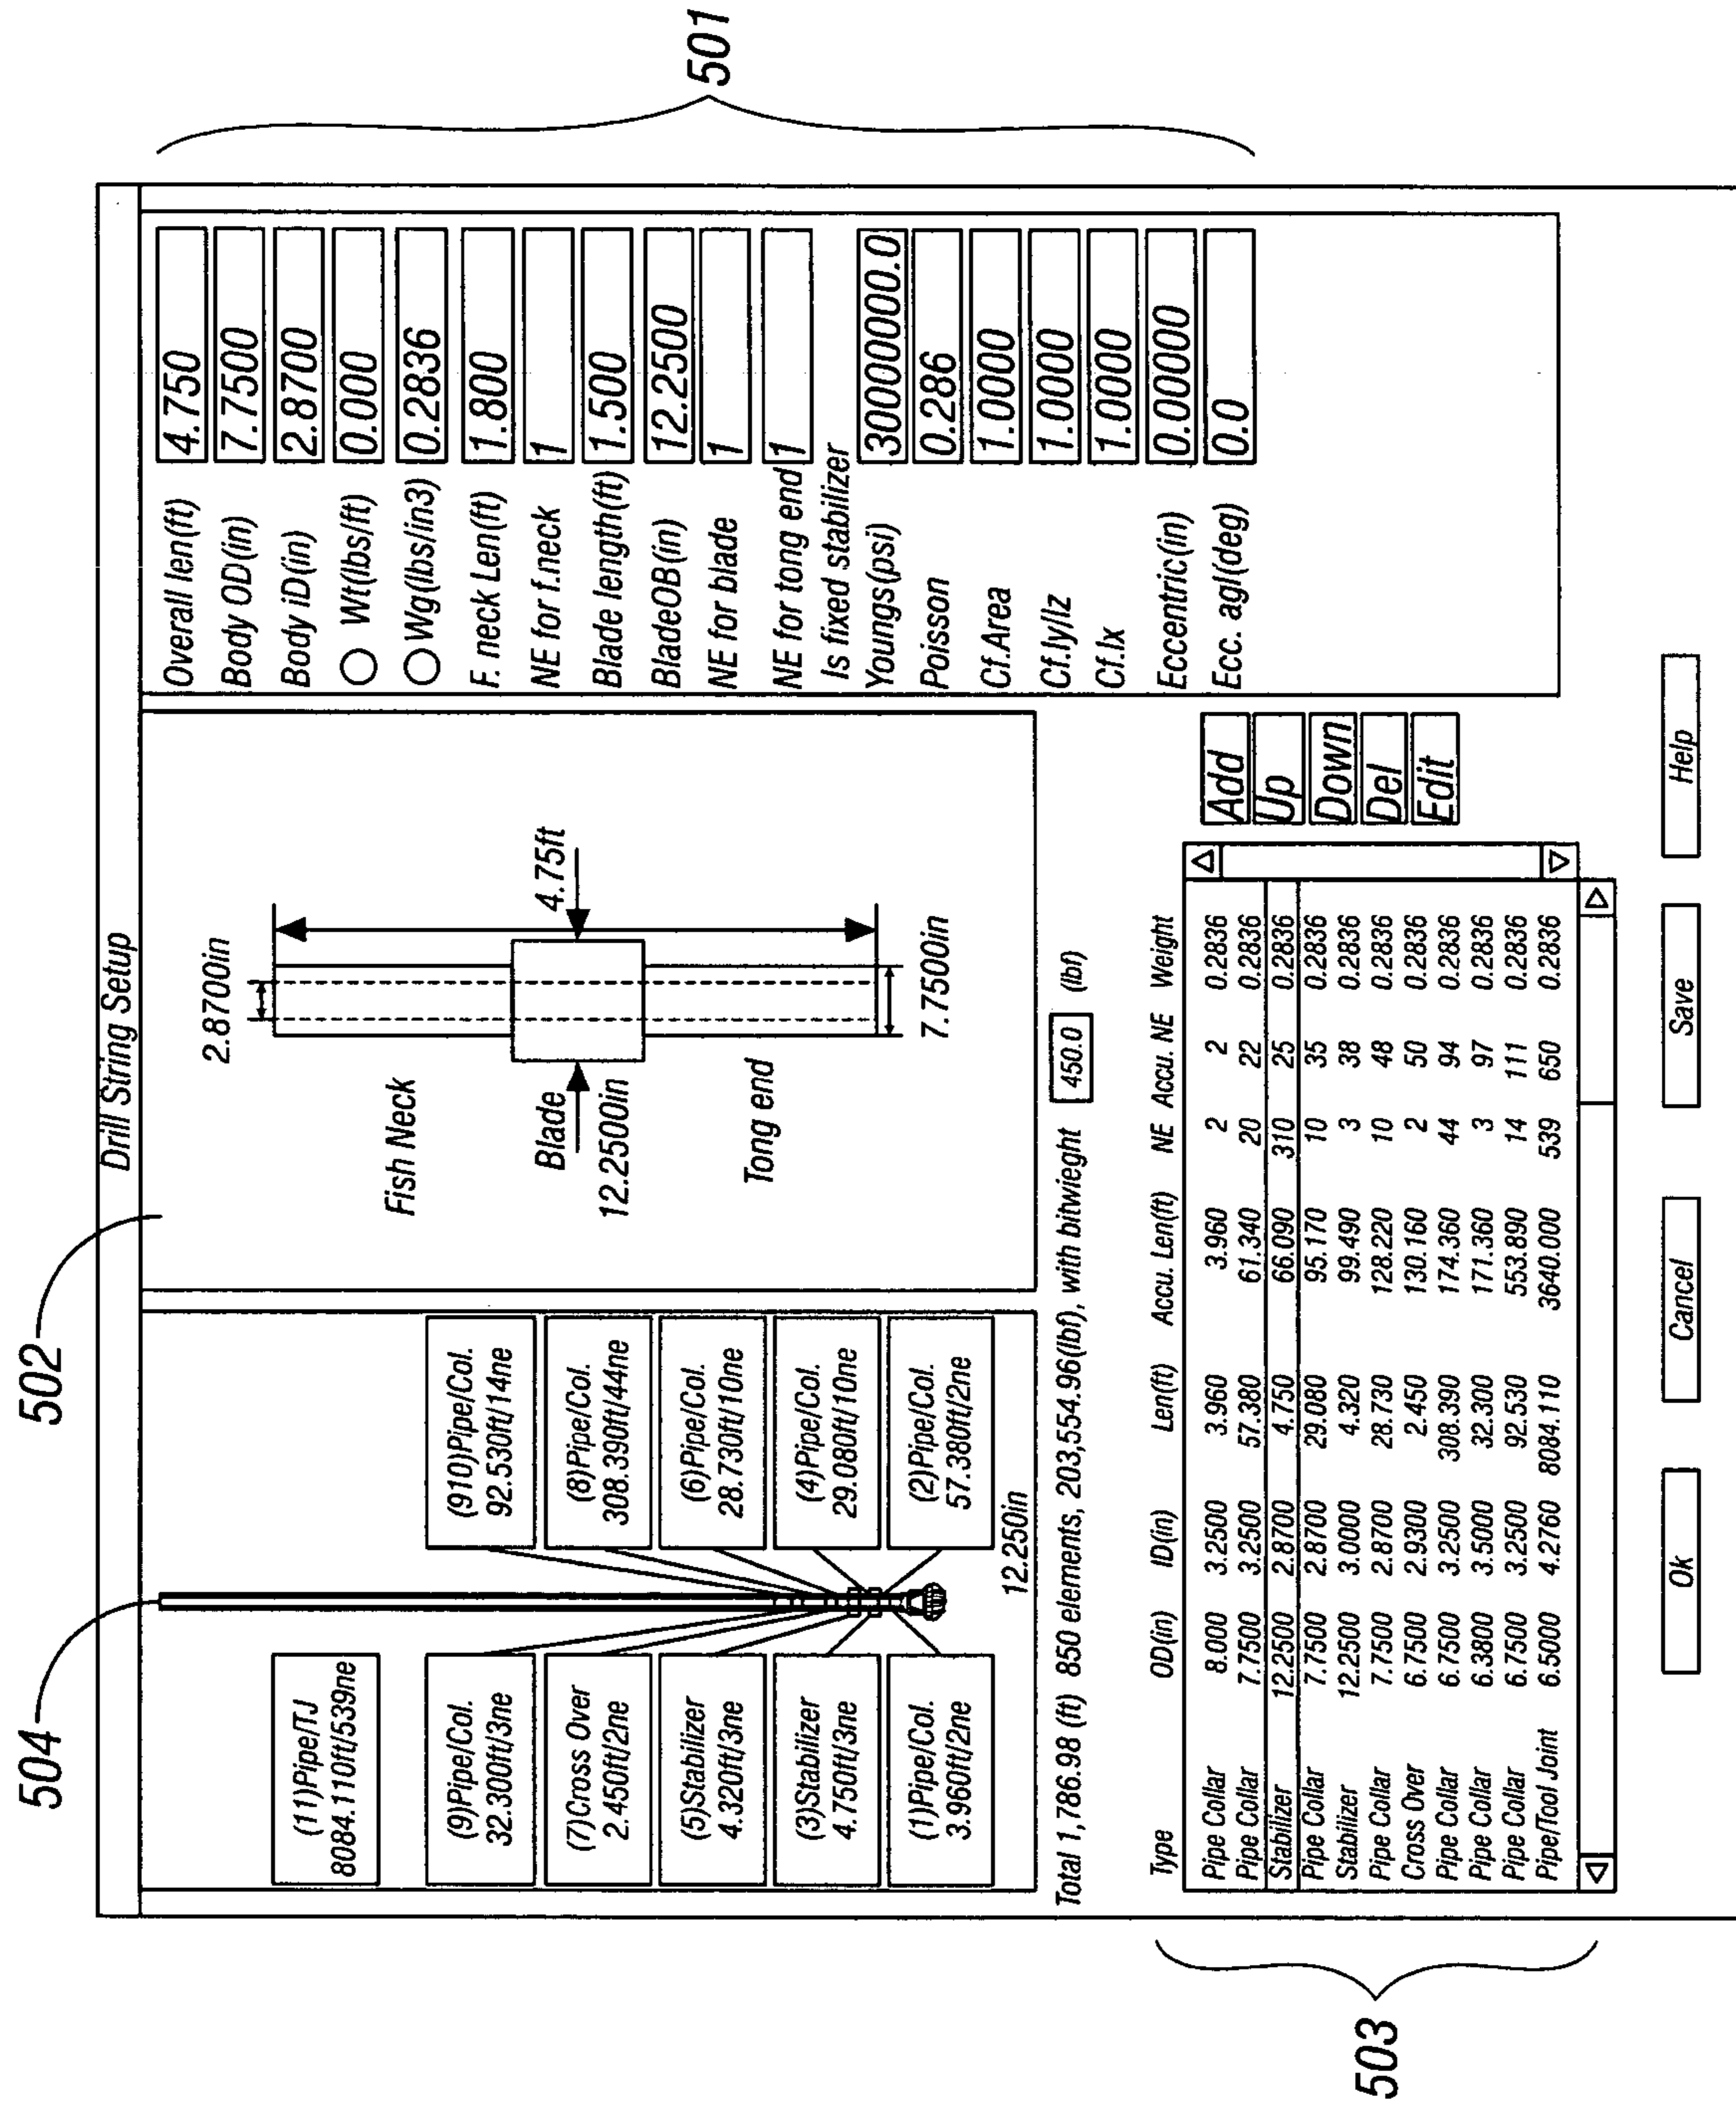 504
502
501
503
Drill String Setup
(11)Pipe/TJ
8084.110ft/539ne
(9)Pipe/Col.
32.300ft/3ne
(7)Cross Over
2.450ft/2ne
(5)Stabilizer
4.320ft/3ne
(3)Stabilizer
4.750ft/3ne
(1)Pipe/Col.
3.960ft/2ne
(910)Pipe/Col.
92.530ft/14ne
(8)Pipe/Col.
308.390ft/44ne
(6)Pipe/Col.
28.730ft/10ne
(4)Pipe/Col.
29.080ft/10ne
(2)Pipe/Col.
57.380ft/2ne
12.250in
2.8700in
Fish Neck
Blade
12.2500in
4.75ft
Tong end
7.7500in
Overall len(ft) 4.750
Body OD(in) 7.7500
Body iD(in) 2.8700
Wt(lbs/ft) 0.000
Wg(lbs/in3) 0.2836
F. neck Len(ft) 1.800
NE for f.neck 1
Blade length(ft) 1.500
BladeOB(in) 12.2500
NE for blade 1
NE for tong end 1
Is fixed stabilizer
Youngs(psi) 30000000.0
Poisson 0.286
Cf.Area 1.0000
Cf.Iy/Iz 1.0000
Cf.Ix 1.0000
Eccentric(in) 0.00000
Ecc. agl(deg) 0.0
Total 1,786.98 (ft) 850 elements, 203,554.96(lbf), with bitwieght 450.0 (lbf)
Type OD(in) ID(in) Len(ft) Accu. Len(ft) NE Accu. NE Weight
Pipe Collar 8.000 3.2500 3.960 3.960 2 2 0.2836
Pipe Collar 7.7500 3.2500 57.380 61.340 20 22 0.2836
Stabilizer 12.2500 2.8700 4.750 66.090 310 25 0.2836
Pipe Collar 7.7500 2.8700 29.080 95.170 10 35 0.2836
Stabilizer 12.2500 3.0000 4.320 99.490 3 38 0.2836
Pipe Collar 7.7500 2.8700 28.730 128.220 10 48 0.2836
Cross Over 6.7500 2.9300 2.450 130.160 2 50 0.2836
Pipe Collar 6.7500 3.2500 308.390 174.360 44 94 0.2836
Pipe Collar 6.3800 3.5000 32.300 171.360 3 97 0.2836
Pipe Collar 6.7500 3.2500 92.530 553.890 14 111 0.2836
Pipe/Tool Joint 6.5000 4.2760 8084.110 3640.000 539 650 0.2836
Add
Up
Down
Del
Edit
Ok Cancel Save Help